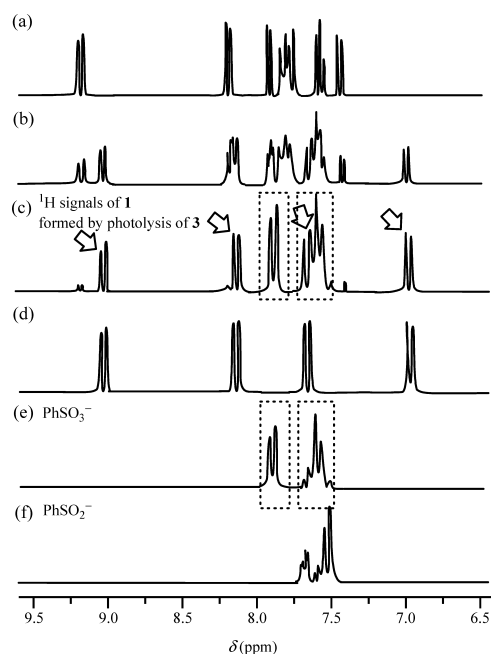 (a)
(b)
(c) ¹H signals of 1
formed by photolysis of 3
(d)
(e) PhSO₃⁻
(f) PhSO₂⁻
9.5 9.0 8.5 8.0 7.5 7.0 6.5
δ (ppm)